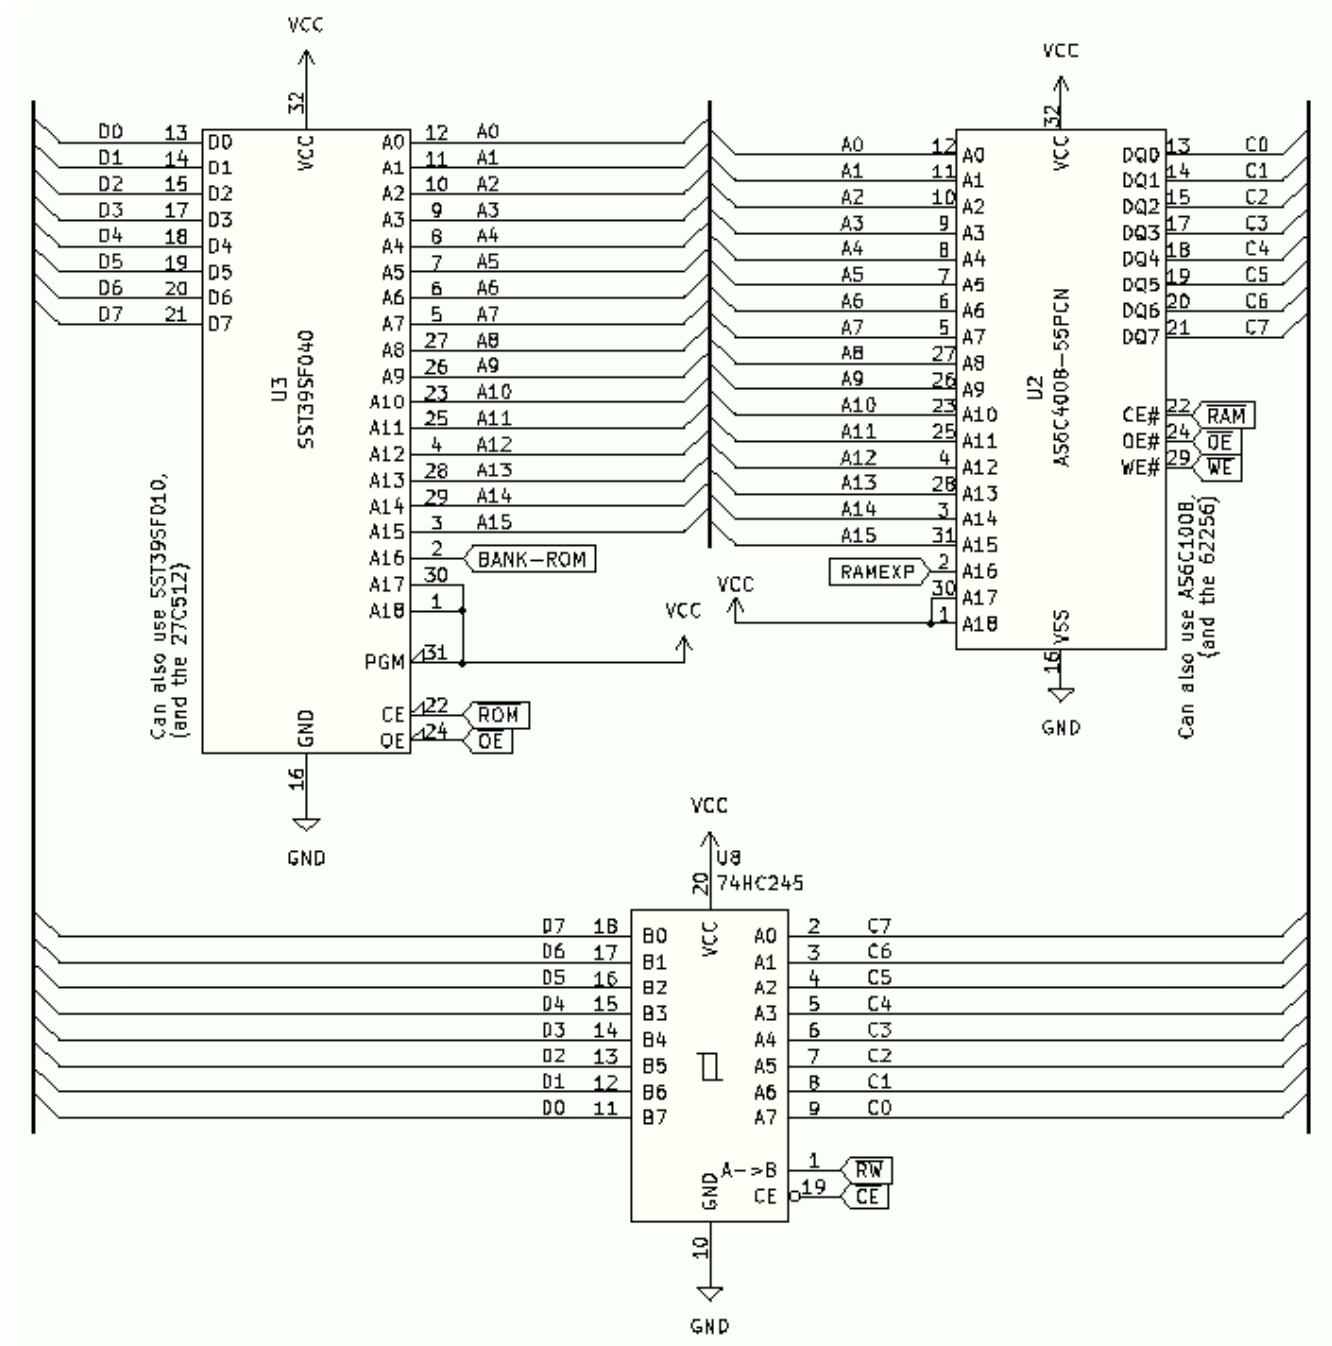 VCC
32
D0 13 D0 VCC A0 12 A0
D1 14 D1 A1 11 A1
D2 15 D2 A2 10 A2
D3 17 D3 A3 9 A3
D4 18 D4 A4 8 A4
D5 19 D5 A5 7 A5
D6 20 D6 A6 6 A6
D7 21 D7 A7 5 A7
A8 27 A8
A9 26 A9
A10 23 A10
A11 25 A11
A12 4 A12
A13 28 A13
A14 29 A14
A15 3 A15
A16 2 BANK-ROM
A17 30
A18 1
VCC
PGM 31
CE 22 ROM
OE 24 OE
U3
SST39SF040
Can also use SST39SF010,
(and the 27C512)
GND
16
GND
VCC
32
A0 12 A0 VCC DQ0 13 C0
A1 11 A1 DQ1 14 C1
A2 10 A2 DQ2 15 C2
A3 9 A3 DQ3 17 C3
A4 8 A4 DQ4 18 C4
A5 7 A5 DQ5 19 C5
A6 6 A6 DQ6 20 C6
A7 5 A7 DQ7 21 C7
A8 27 A8
A9 26 A9
A10 23 A10 CE# 22 RAM
A11 25 A11 OE# 24 OE
A12 4 A12 WE# 29 WE
A13 28 A13
A14 3 A14
A15 31 A15
RAMEXP 2 A16
VCC 30 A17
1 A18
U2
AS6C4008-55PCN
Can also use AS6C1008,
(and the 62256)
VSS
16
GND
VCC
U8
20 74HC245
D7 18 B0 VCC A0 2 C7
D6 17 B1 A1 3 C6
D5 16 B2 A2 4 C5
D4 15 B3 A3 5 C4
D3 14 B4 A4 6 C3
D2 13 B5 A5 7 C2
D1 12 B6 A6 8 C1
D0 11 B7 A7 9 C0
A->B 1 RW
GND CE 19 CE
10
GND